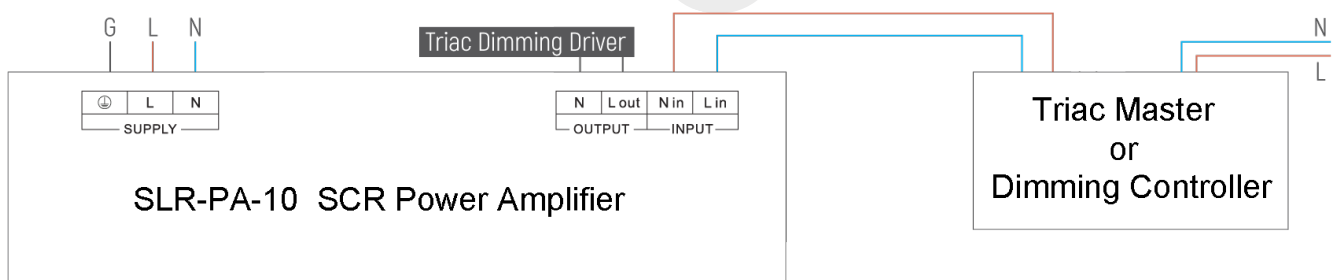 G L N
Triac Dimming Driver
N
L
L N
SUPPLY
N L out N in L in
OUTPUT INPUT
Triac Master
or
Dimming Controller
SLR-PA-10 SCR Power Amplifier